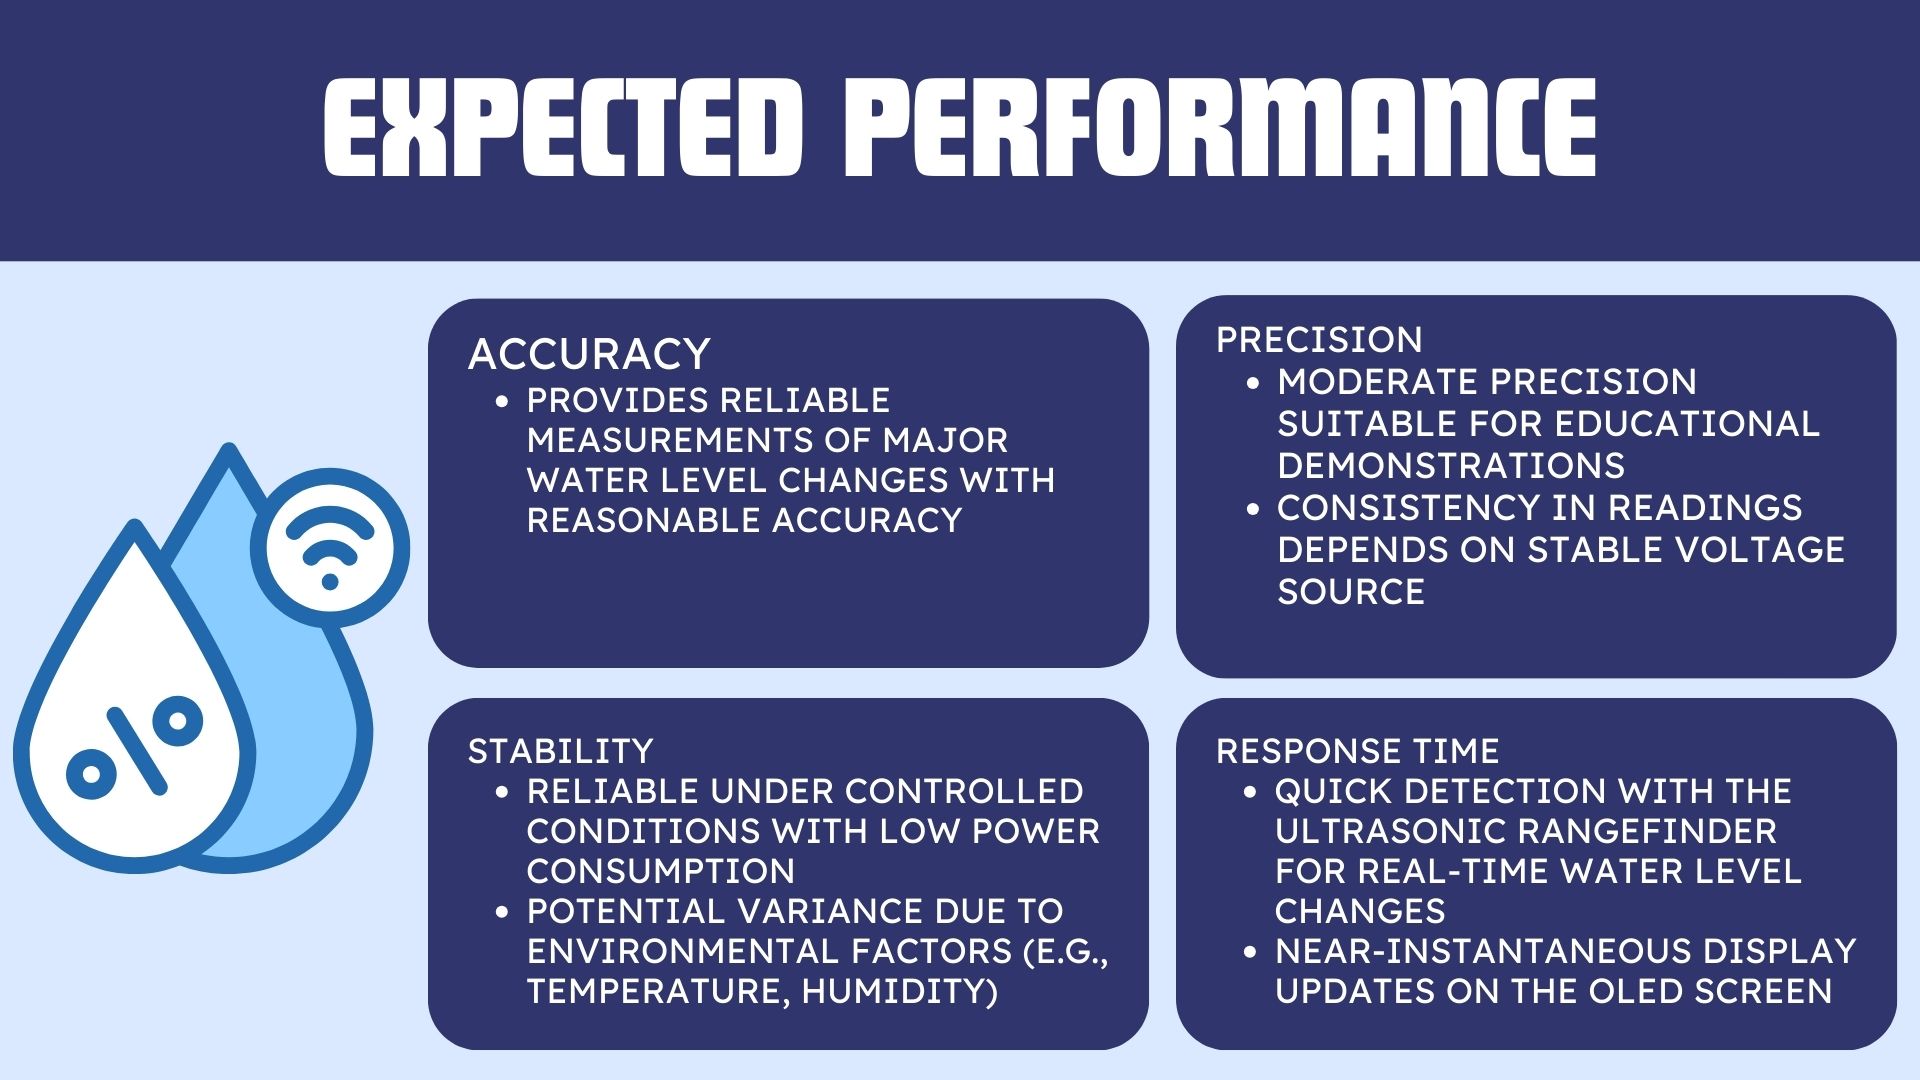 EXPECTED PERFORMANCE
ACCURACY
• PROVIDES RELIABLE
MEASUREMENTS OF MAJOR
WATER LEVEL CHANGES WITH
REASONABLE ACCURACY
PRECISION
• MODERATE PRECISION
SUITABLE FOR EDUCATIONAL
DEMONSTRATIONS
• CONSISTENCY IN READINGS
DEPENDS ON STABLE VOLTAGE
SOURCE
%
STABILITY
• RELIABLE UNDER CONTROLLED
CONDITIONS WITH LOW POWER
CONSUMPTION
• POTENTIAL VARIANCE DUE TO
ENVIRONMENTAL FACTORS (E.G.,
TEMPERATURE, HUMIDITY)
RESPONSE TIME
• QUICK DETECTION WITH THE
ULTRASONIC RANGEFINDER
FOR REAL-TIME WATER LEVEL
CHANGES
• NEAR-INSTANTANEOUS DISPLAY
UPDATES ON THE OLED SCREEN